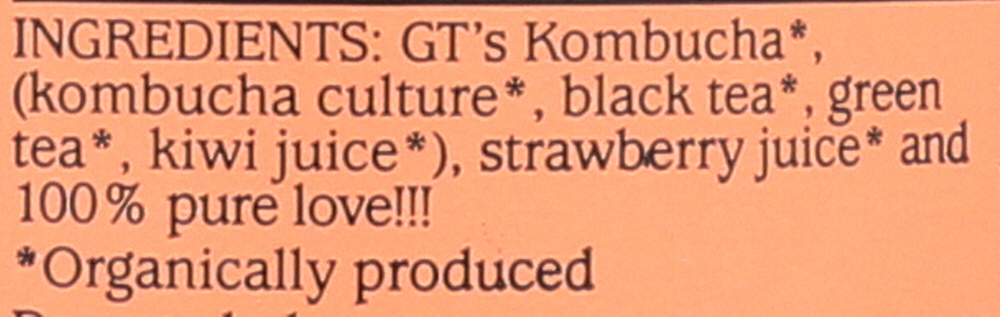 INGREDIENTS: GT's Kombucha*,
(kombucha culture*, black tea*, green
tea*, kiwi juice*), strawberry juice* and
100% pure love!!!
*Organically produced